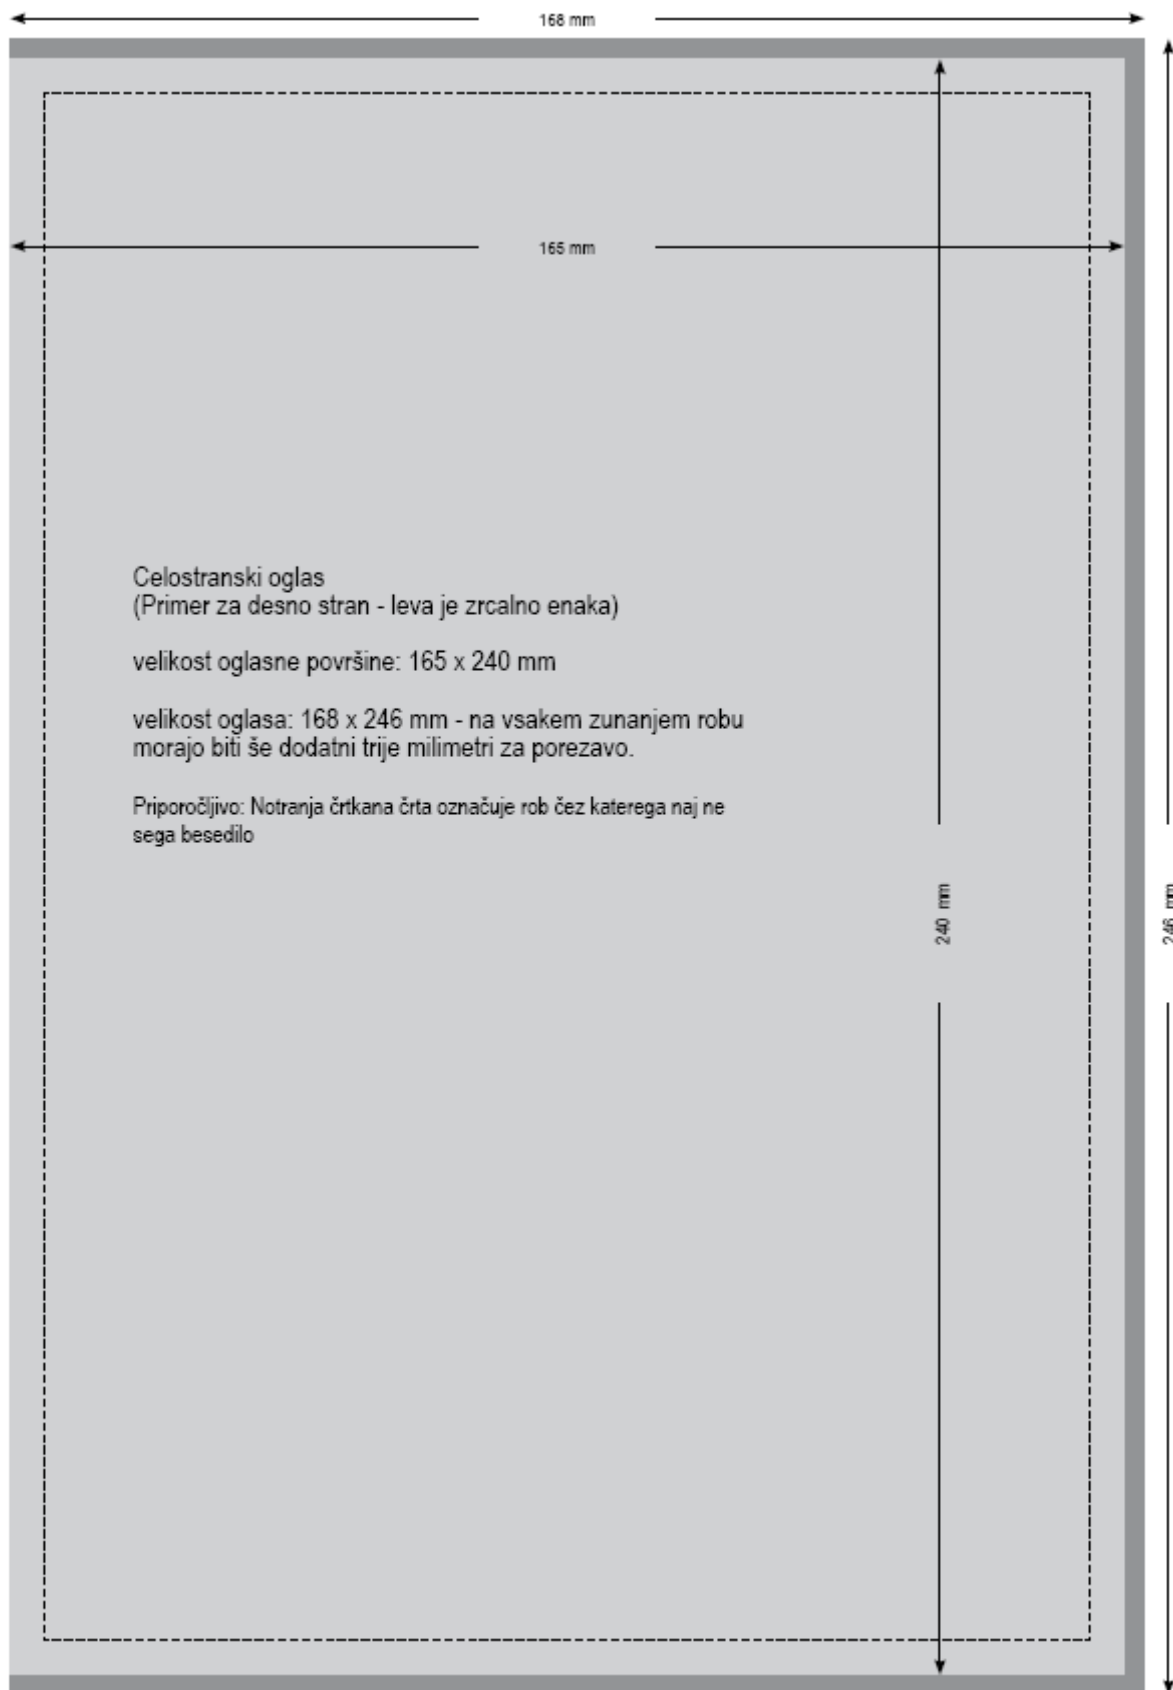 168 mm
165 mm
Celostranski oglas
(Primer za desno stran - leva je zrcalno enaka)
velikost oglasne površine: 165 x 240 mm
velikost oglasa: 168 x 246 mm - na vsakem zunanjem robu
morajo biti še dodatni trije milimetri za porezavo.
Priporočljivo: Notranja črtkana črta označuje rob čez katerega naj ne
sega besedilo
240 mm
246 mm